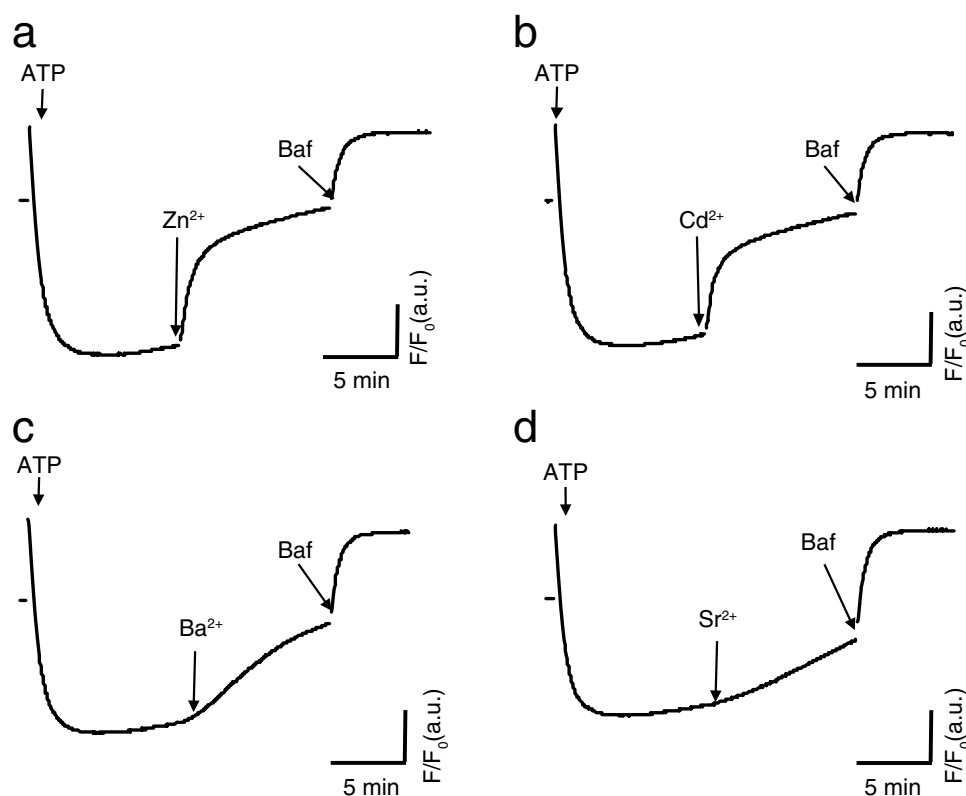 a
ATP
Zn²⁺
Baf
F/F₀(a.u.)
5 min
b
ATP
Cd²⁺
Baf
F/F₀(a.u.)
5 min
c
ATP
Ba²⁺
Baf
F/F₀(a.u.)
5 min
d
ATP
Sr²⁺
Baf
F/F₀(a.u.)
5 min